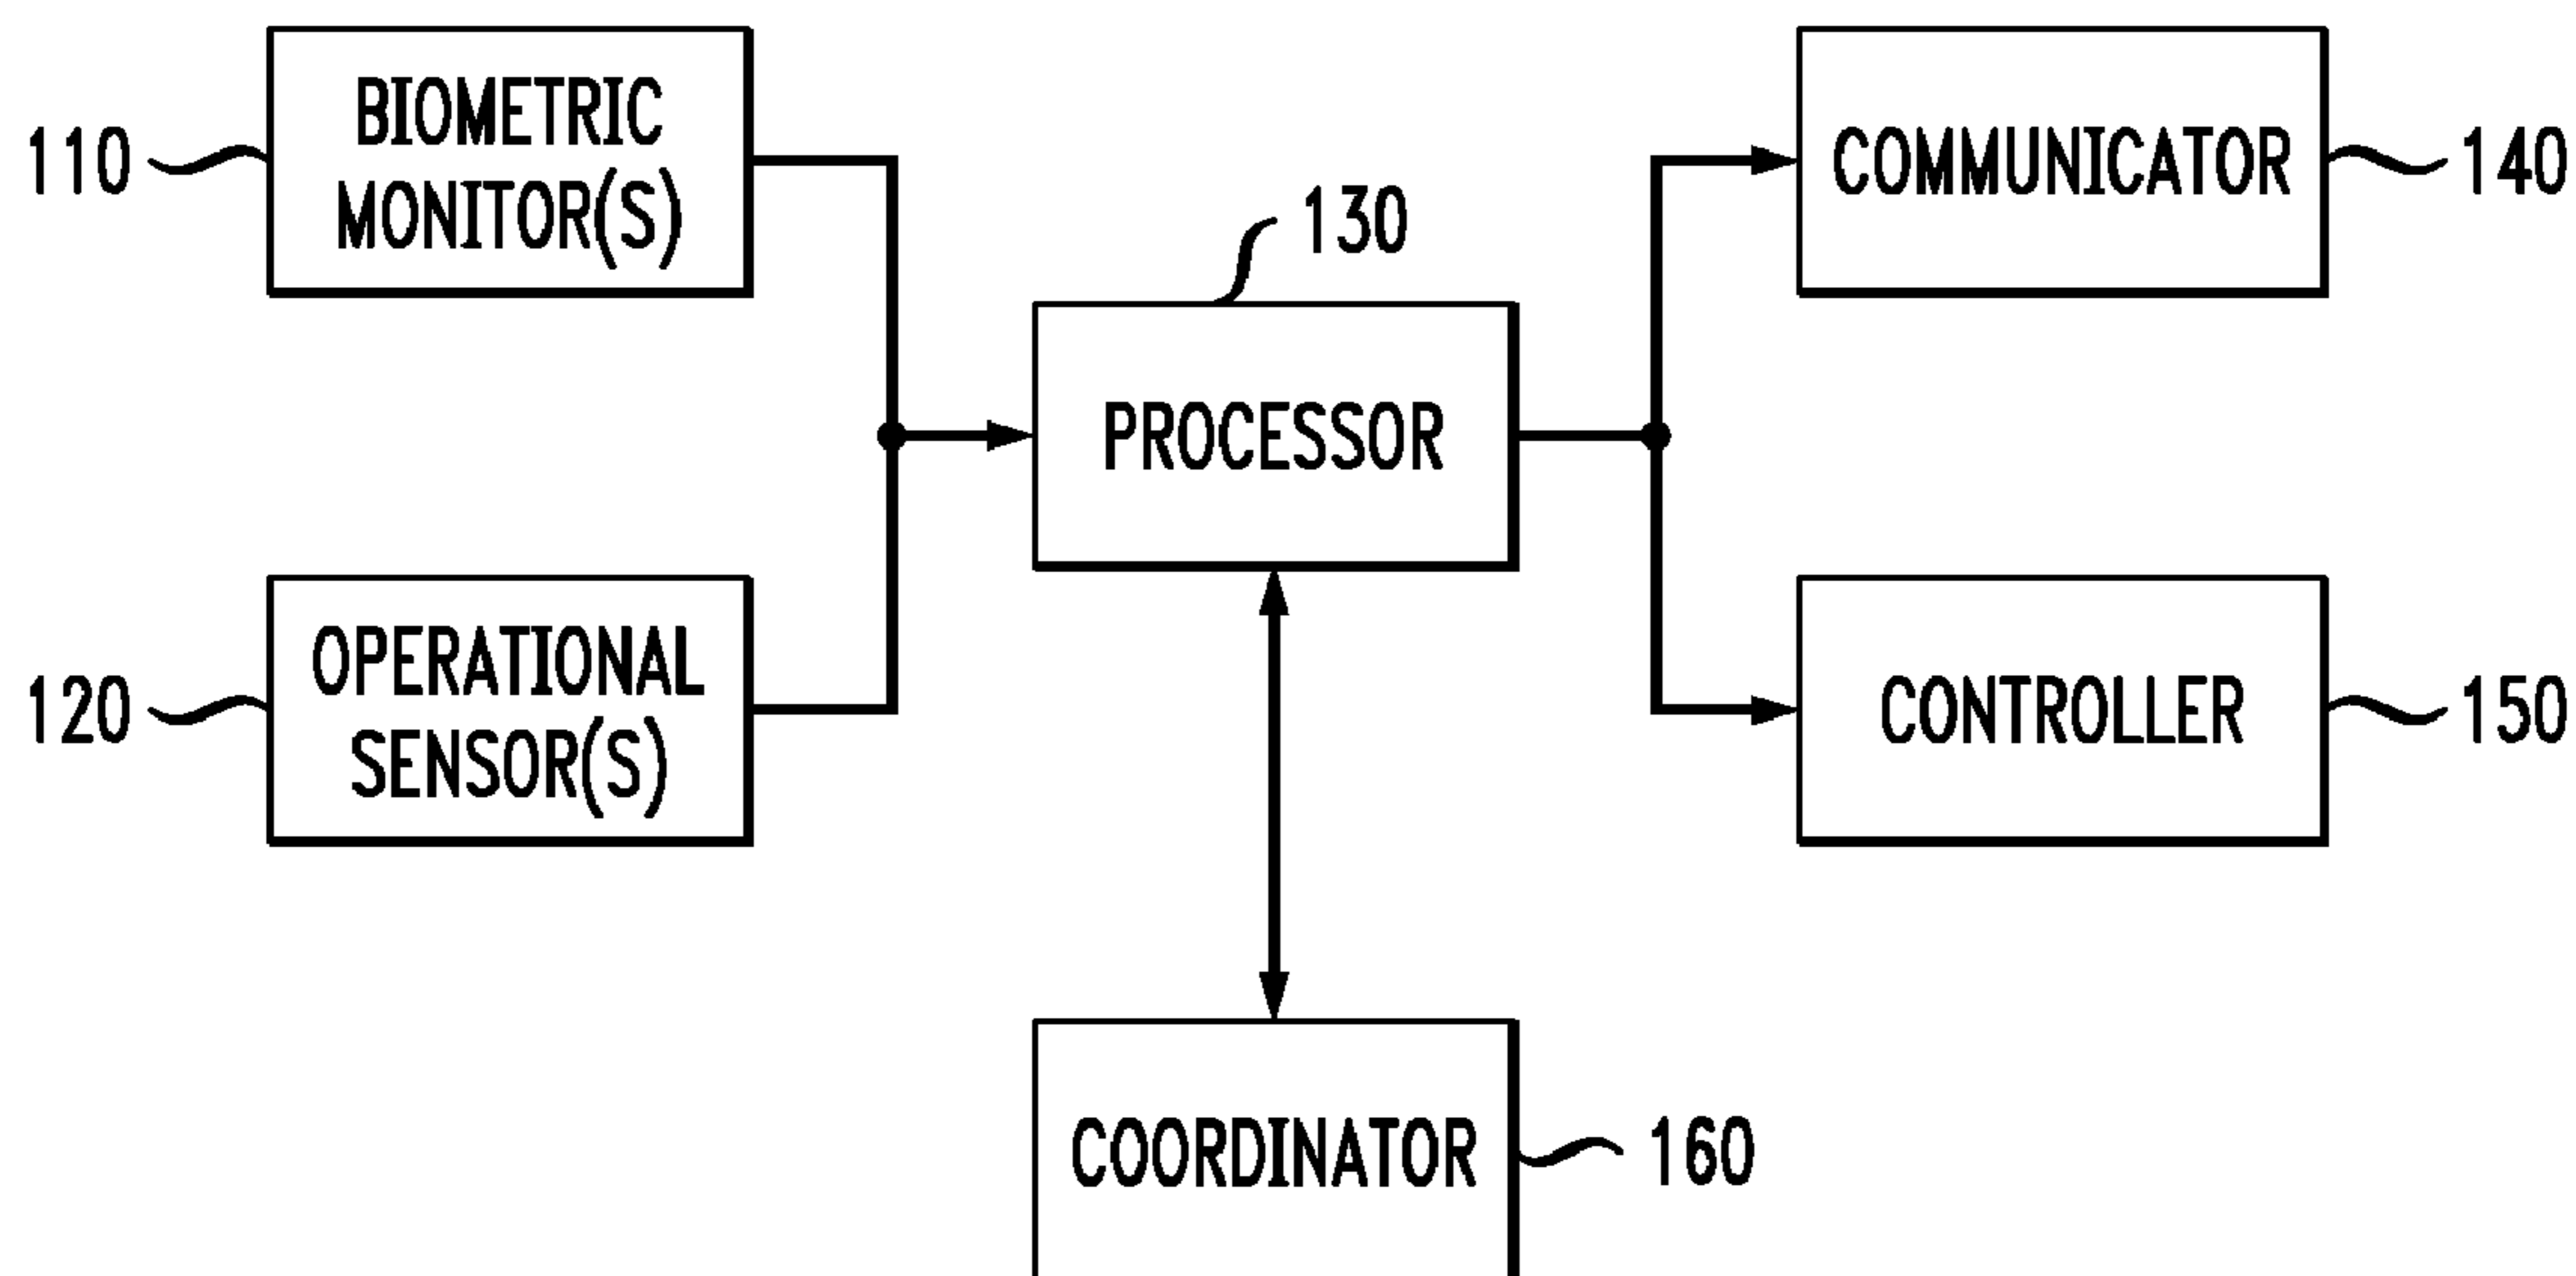 BIOMETRIC
MONITOR(S)
110
COMMUNICATOR
140
130
PROCESSOR
OPERATIONAL
SENSOR(S)
120
CONTROLLER
150
COORDINATOR
160